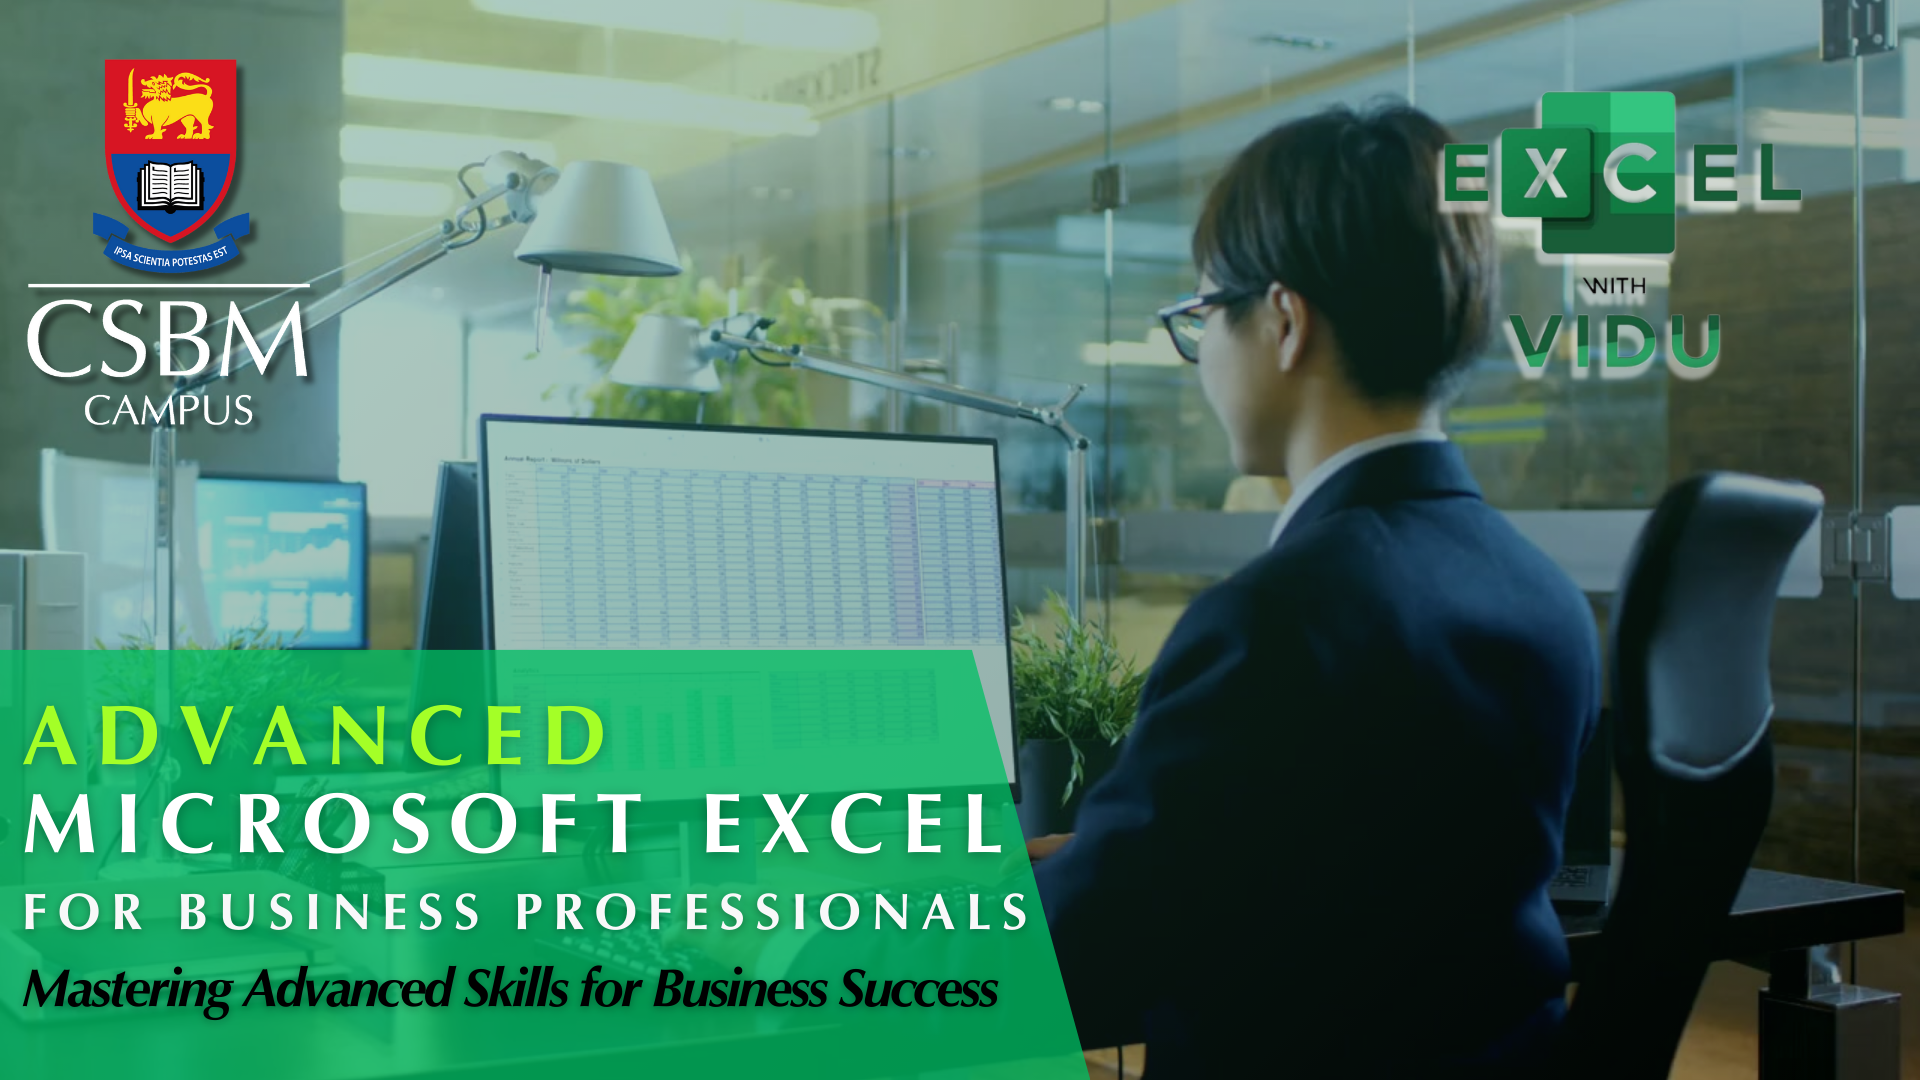 IPSA SCIENTIA POTESTAS EST
CSBM
CAMPUS
EXCEL
WITH
VIDU
Annual Report - Millions of Dollars
ADVANCED
MICROSOFT EXCEL
FOR BUSINESS PROFESSIONALS
Mastering Advanced Skills for Business Success